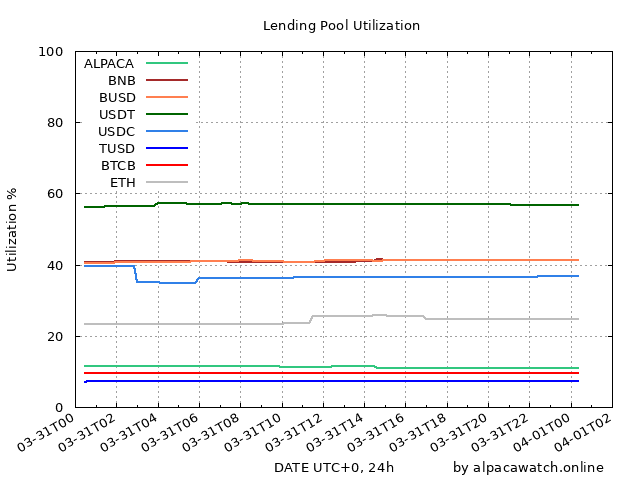 Lending Pool Utilization
100
80
60
40
20
0
Utilization %
ALPACA
BNB
BUSD
USDT
USDC
TUSD
BTCB
ETH
03-31T00
03-31T02
03-31T04
03-31T06
03-31T08
03-31T10
03-31T12
03-31T14
03-31T16
03-31T18
03-31T20
03-31T22
04-01T00
04-01T02
DATE UTC+0, 24h
by alpacawatch.online